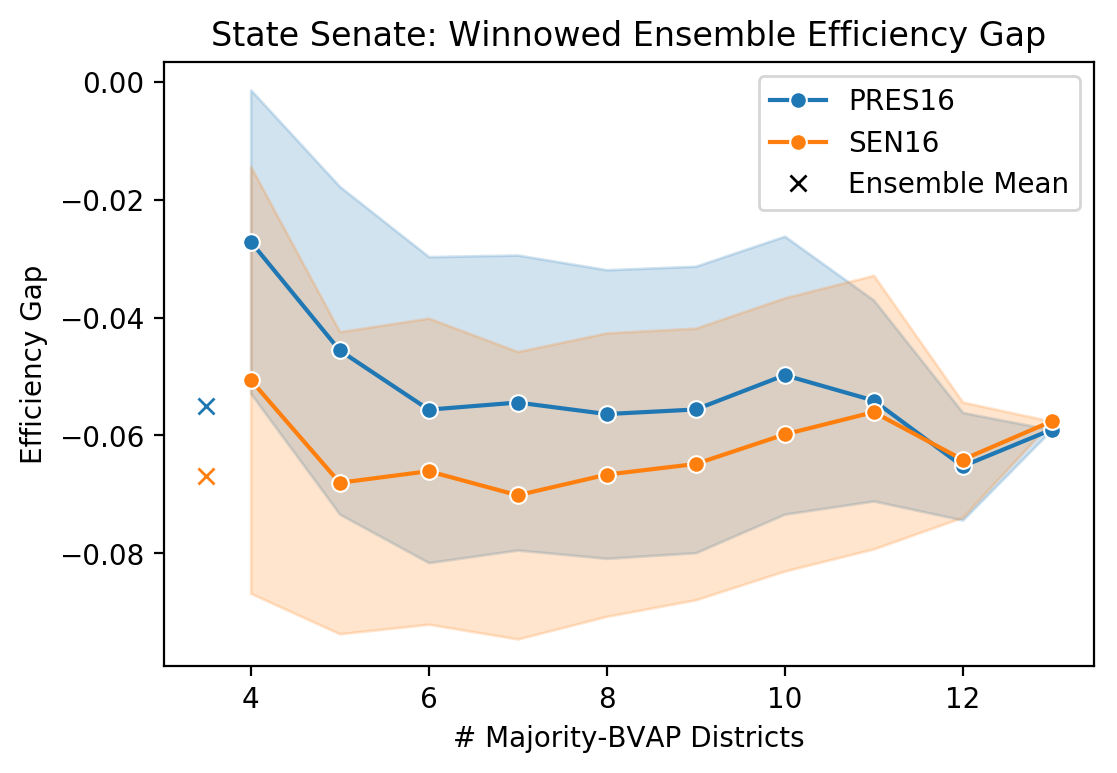 State Senate: Winnowed Ensemble Efficiency Gap
PRES16
SEN16
Ensemble Mean
Efficiency Gap
0.00
−0.02
−0.04
−0.06
−0.08
4 6 8 10 12
# Majority-BVAP Districts